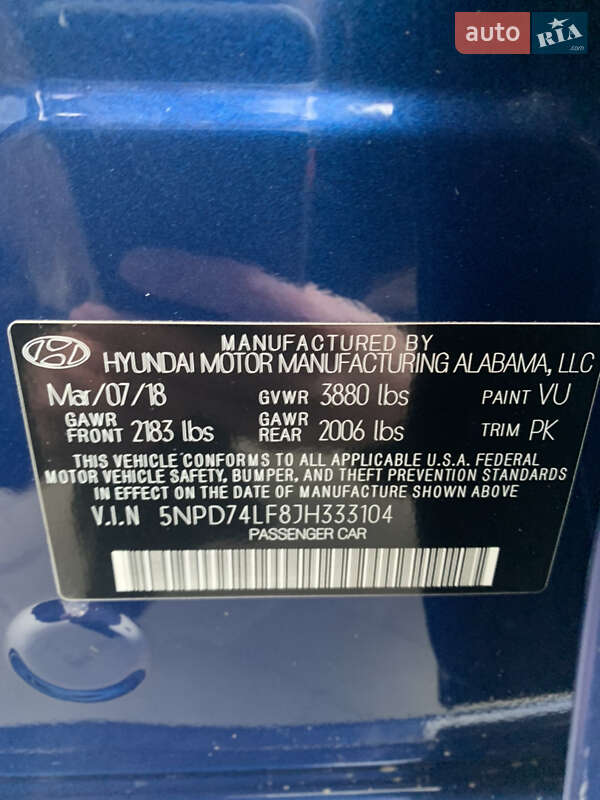 auto RIA.com
MANUFACTURED BY
HYUNDAI MOTOR MANUFACTURING ALABAMA, LLC
Mar/07/18 GVWR 3880 lbs PAINT VU
GAWR FRONT 2183 lbs GAWR REAR 2006 lbs TRIM PK
THIS VEHICLE CONFORMS TO ALL APPLICABLE U.S.A. FEDERAL
MOTOR VEHICLE SAFETY, BUMPER, AND THEFT PREVENTION STANDARDS
IN EFFECT ON THE DATE OF MANUFACTURE SHOWN ABOVE.
V.I.N 5NPD74LF8JH333104
PASSENGER CAR